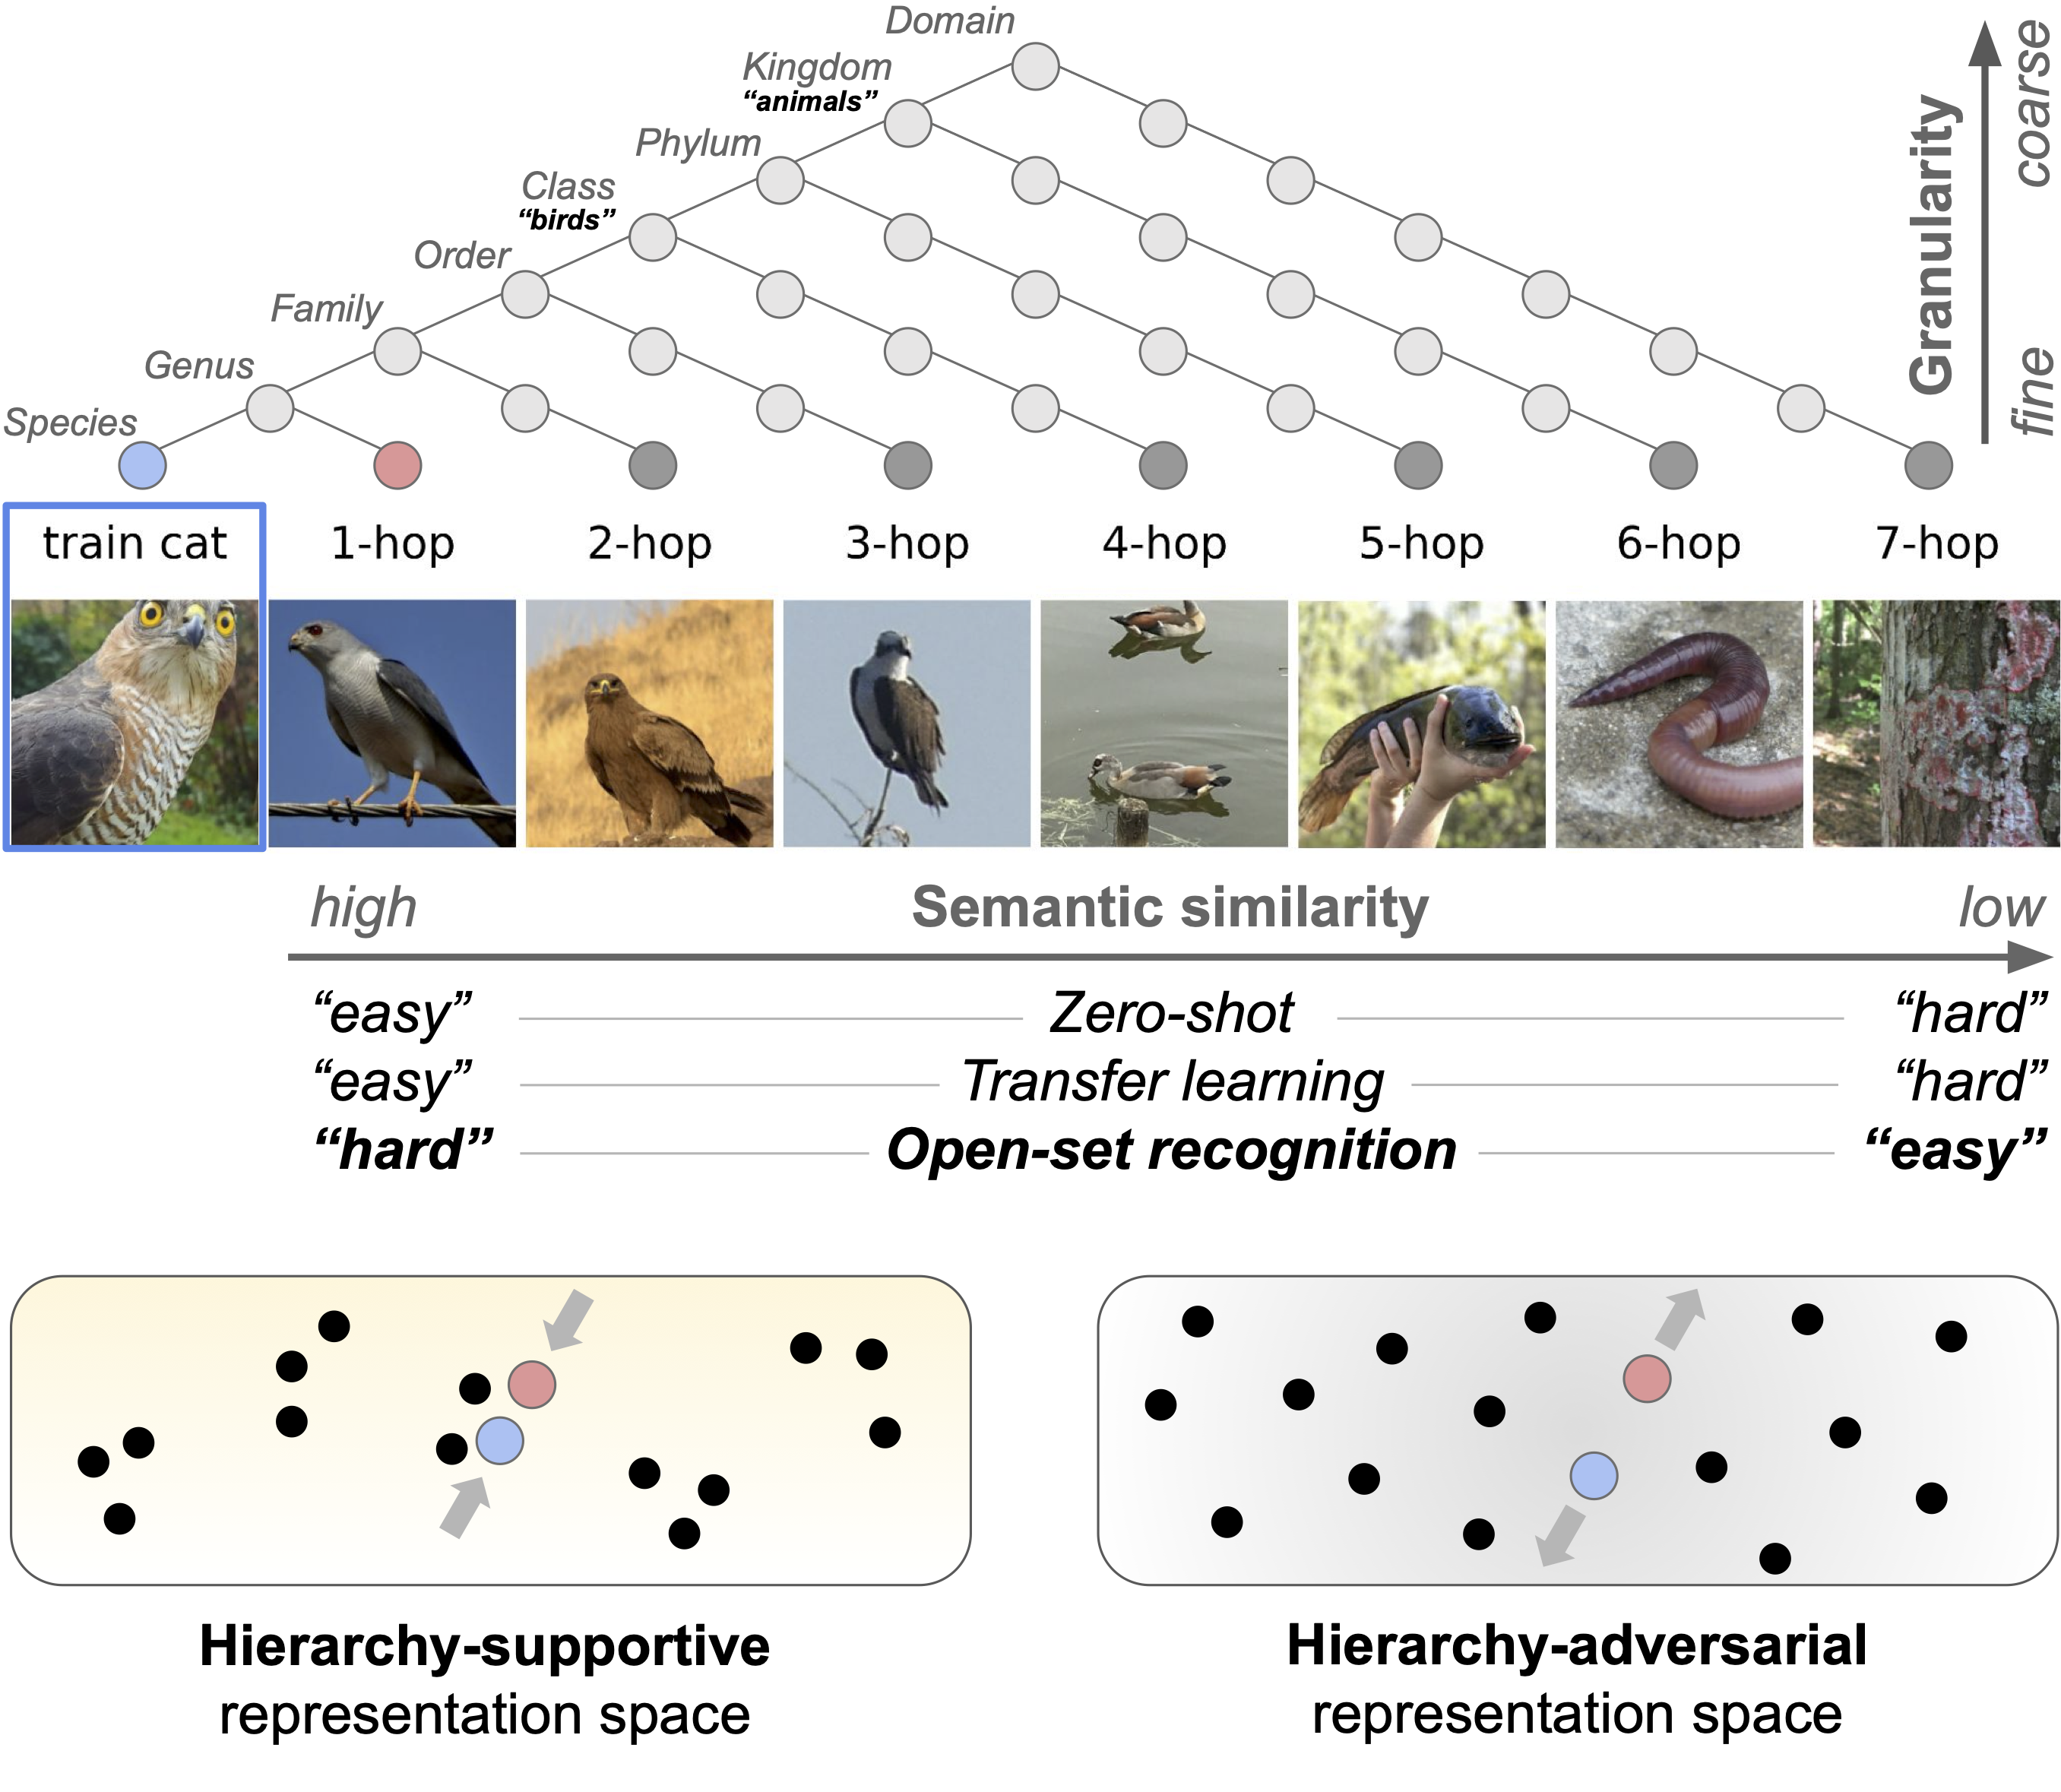 Domain
Kingdom
“animals”
Phylum
Class
“birds”
Order
Family
Genus
Species
Granularity
coarse
fine
train cat
1-hop
2-hop
3-hop
4-hop
5-hop
6-hop
7-hop
high
Semantic similarity
low
“easy” Zero-shot “hard”
“easy” Transfer learning “hard”
“hard” Open-set recognition “easy”
Hierarchy-supportive
representation space
Hierarchy-adversarial
representation space